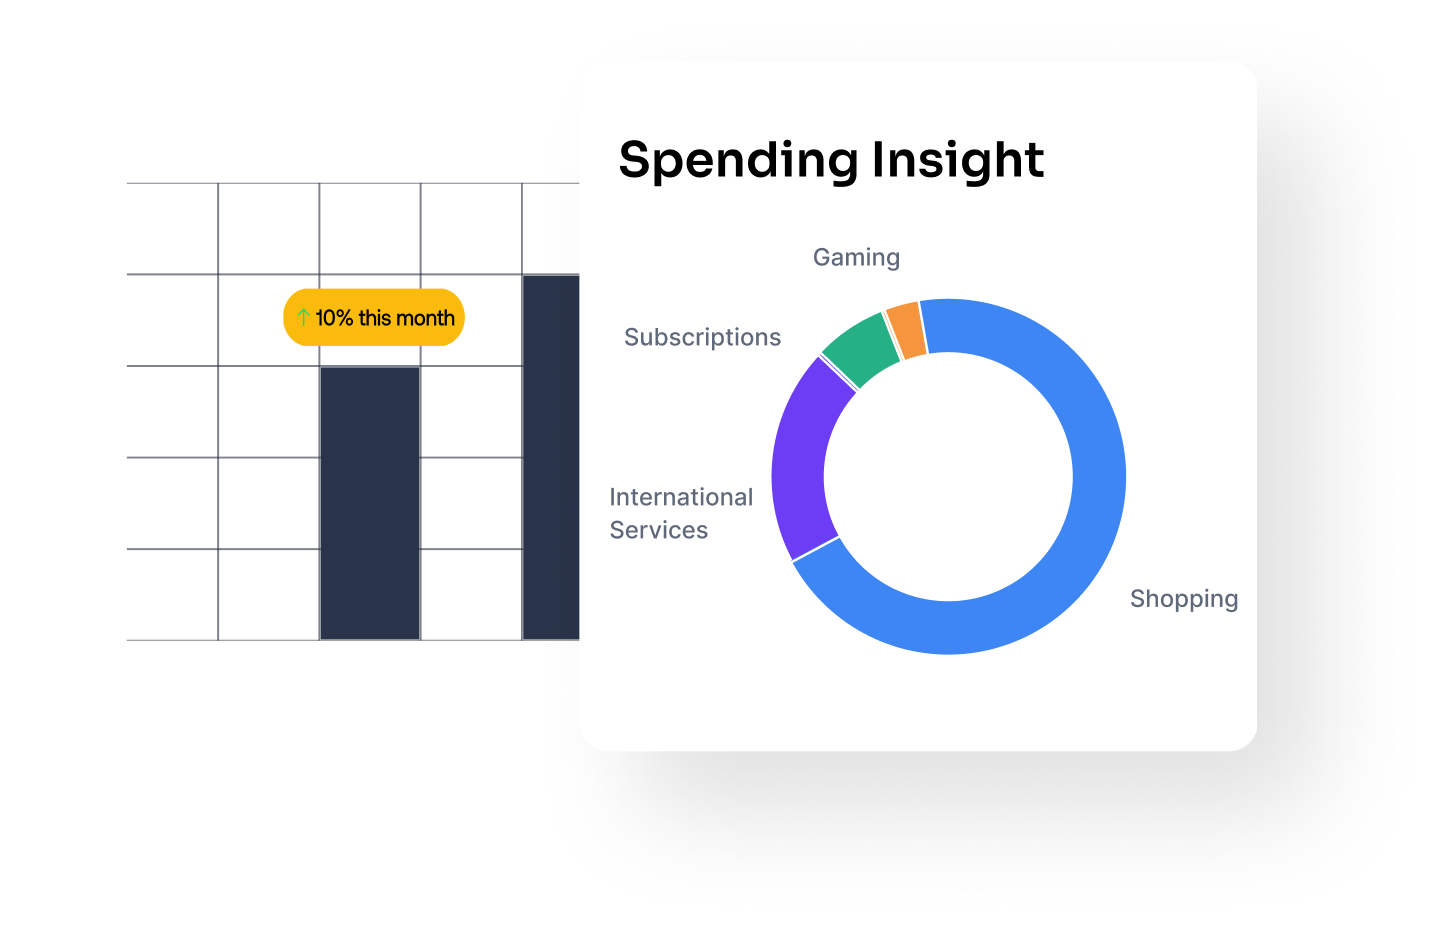 Spending Insight
Gaming
↑ 10% this month
Subscriptions
International
Services
Shopping